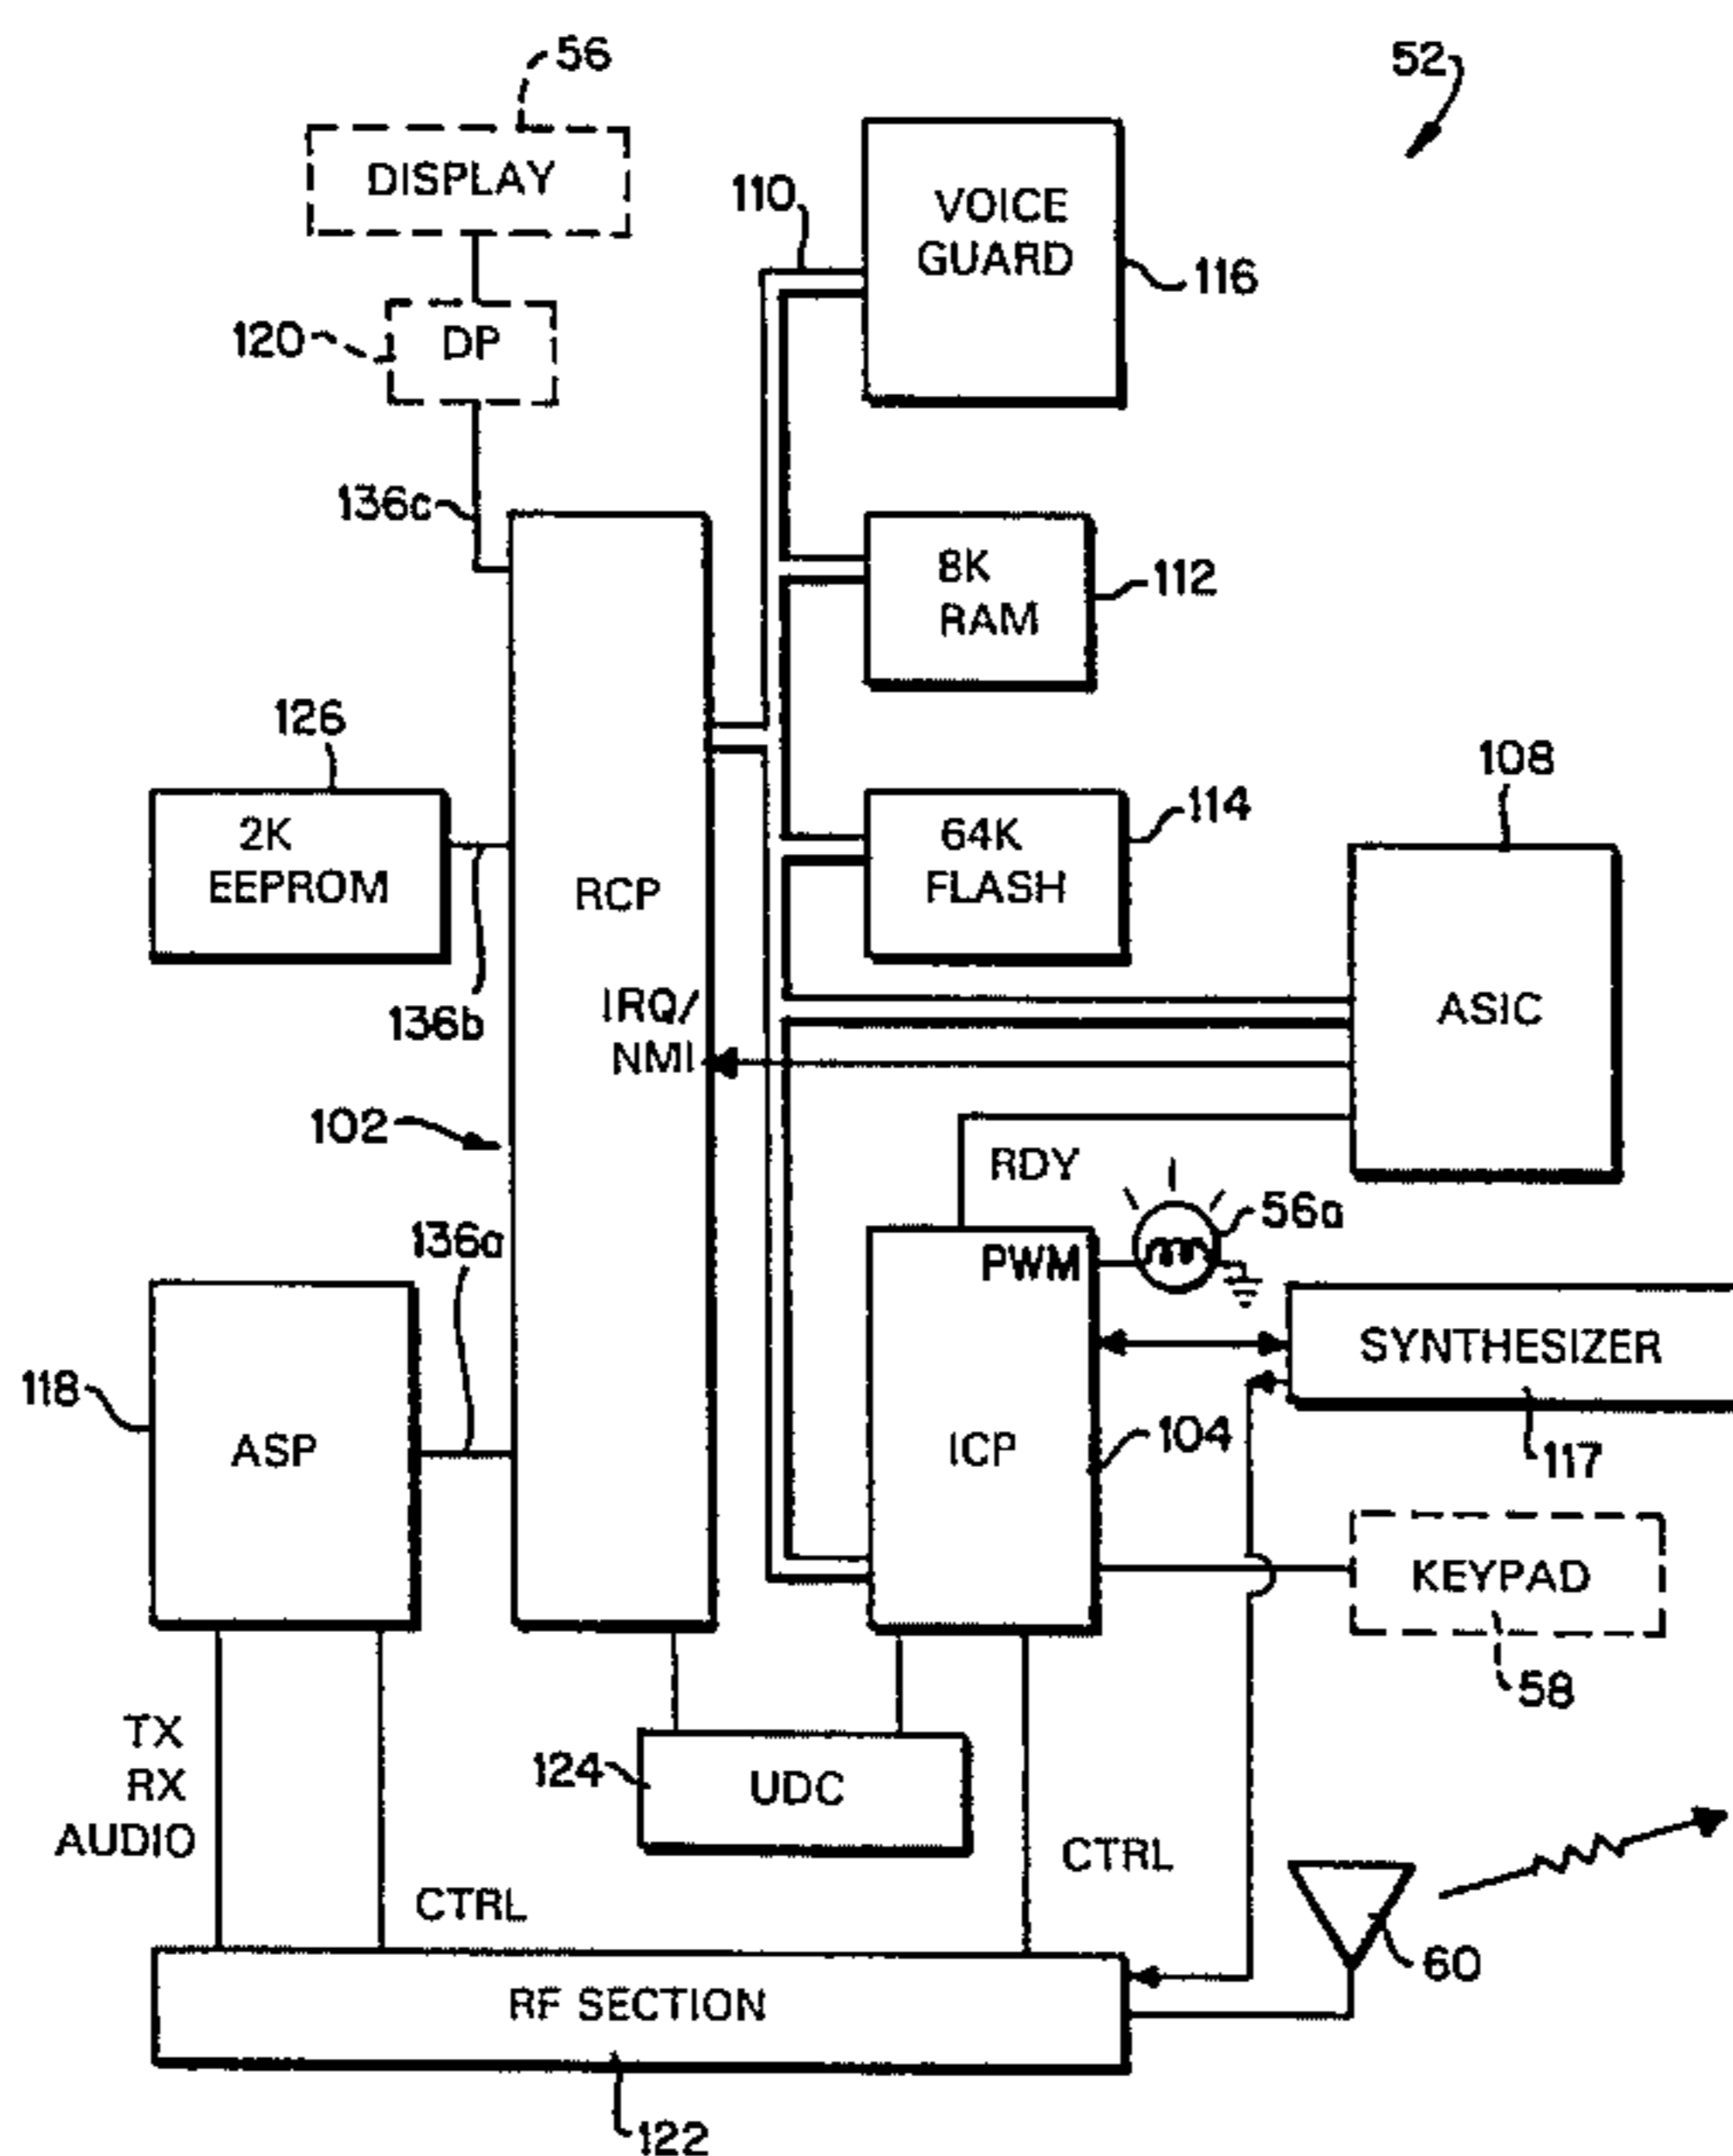 56
52
DISPLAY
110
VOICE
GUARD
116
120
DP
136c
8K
RAM
112
126
108
2K
EEPROM
RCP
64K
FLASH
114
136b
IRQ/
NMI
ASIC
102
RDY
136a
PWM
56a
118
ASP
ICP
104
SYNTHESIZER
117
KEYPAD
58
TX
RX
AUDIO
124
UDC
CTRL
CTRL
60
RF SECTION
122